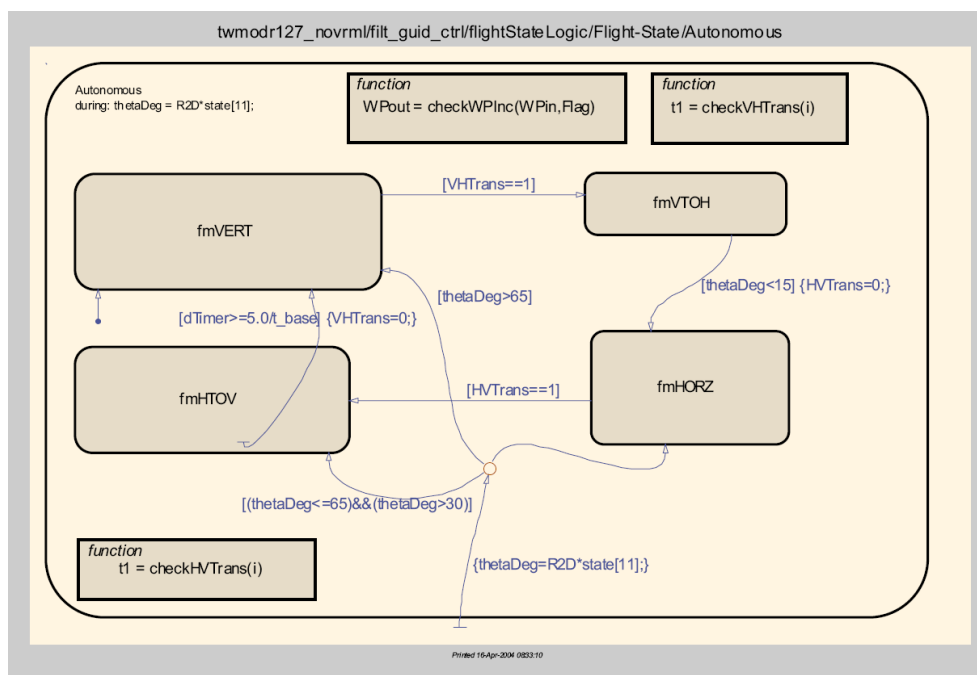 twmodr127_novrml/filt_guid_ctrl/flightStateLogic/Flight-State/Autonomous
Autonomous
during: thetaDeg = R2D*state[11];
function
WPout = checkWPInc(WPin,Flag)
function
t1 = checkVHTrans(i)
[VHTrans==1]
fmVTOH
fmVERT
[thetaDeg<15] {HVTrans=0;}
[thetaDeg>65]
[dTimer>=5.0/t_base] {VHTrans=0;}
fmHORZ
[HVTrans==1]
fmHTOV
[(thetaDeg<=65)&&(thetaDeg>30)]
function
t1 = checkHVTrans(i)
{thetaDeg=R2D*state[11];}
Printed 16-Apr-2004 08:33:10